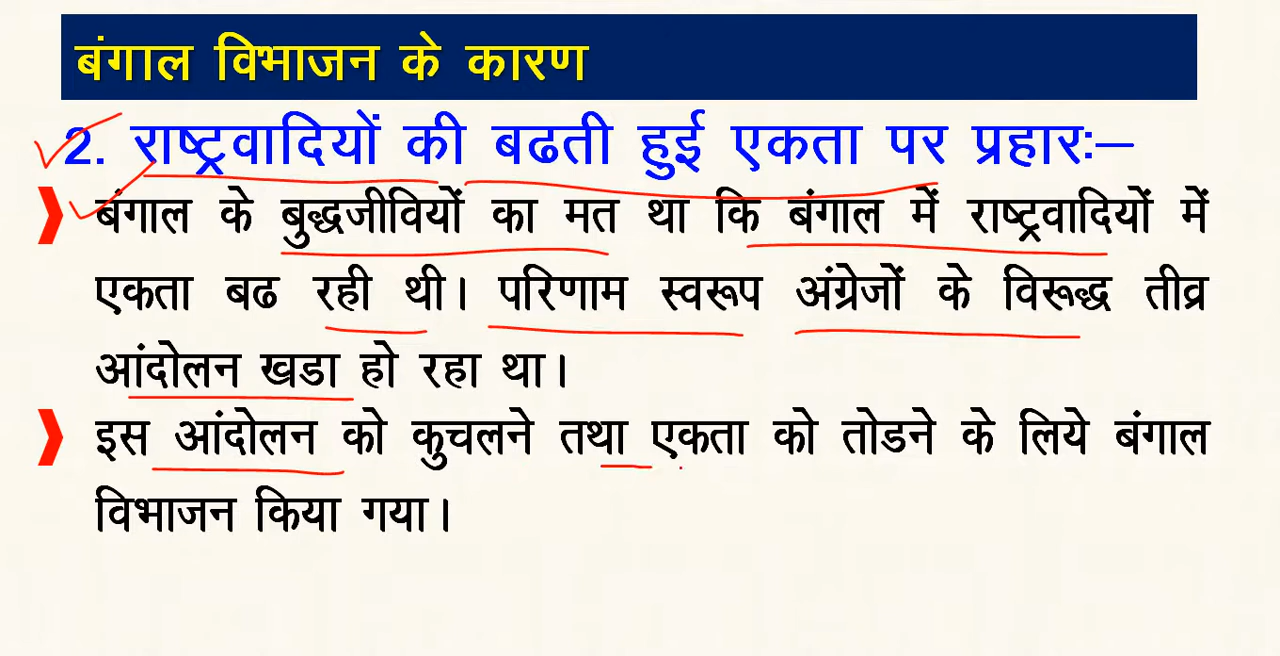 बंगाल विभाजन के कारण
2. राष्ट्रवादियों की बढती हुई एकता पर प्रहारः–
बंगाल के बुद्धजीवियों का मत था कि बंगाल में राष्ट्रवादियों में
एकता बढ रही थी। परिणाम स्वरूप अंग्रेजों के विरूद्ध तीव्र
आंदोलन खडा हो रहा था।
इस आंदोलन को कुचलने तथा एकता को तोडने के लिये बंगाल
विभाजन किया गया।